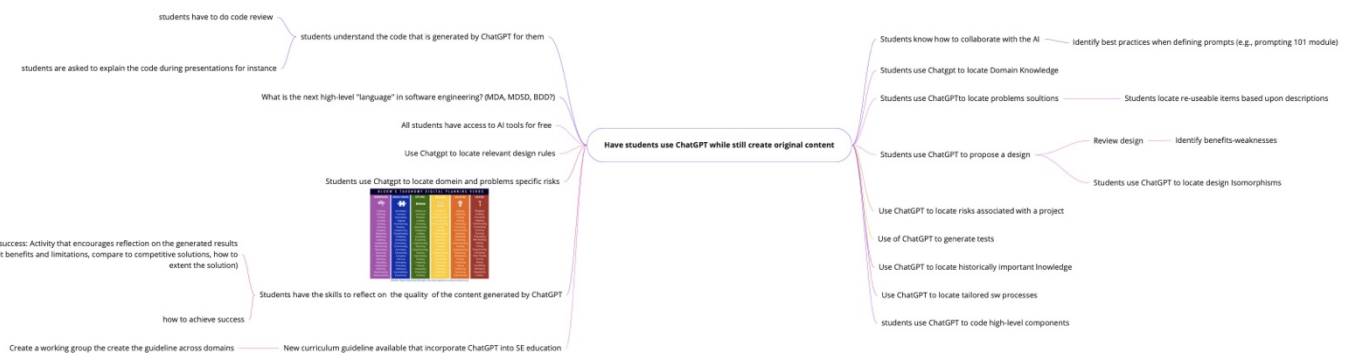 students have to do code review
students understand the code that is generated by ChatGPT for them
students are asked to explain the code during presentations for instance
What is the next high-level "language" in software engineering? (MDA, MDSD, BDD?)
All students have access to AI tools for free
Use Chatgpt to locate relevant design rules
Students use Chatgpt to locate domain and problems specific risks
BLOOM'S TAXONOMY DIGITAL PLANNING VERBS
success: Activity that encourages reflection on the generated results
t benefits and limitations, compare to competitive solutions, how to
extent the solution)
Students have the skills to reflect on the quality of the content generated by ChatGPT
how to achieve success
Create a working group the create the guideline across domains
New curriculum guideline available that incorporate ChatGPT into SE education
Have students use ChatGPT while still create original content
Students know how to collaborate with the AI
Identify best practices when defining prompts (e.g., prompting 101 module)
Students use Chatgpt to locate Domain Knowledge
Students use ChatGPTto locate problems soultions
Students locate re-useable items based upon descriptions
Students use ChatGPT to propose a design
Review design
Identify benefits-weaknesses
Students use ChatGPT to locate design Isomorphisms
Use ChatGPT to locate risks associated with a project
Use of ChatGPT to generate tests
Use ChatGPT to locate historically important lnowledge
Use ChatGPT to locate tailored sw processes
students use ChatGPT to code high-level components